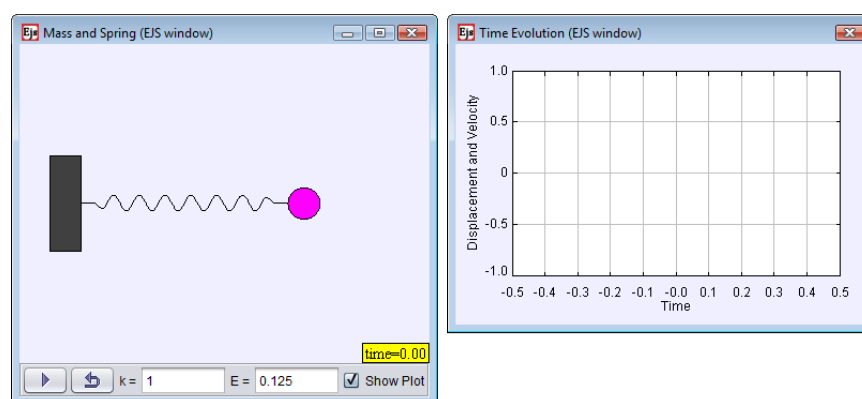 Ejs Mass and Spring (EJS window)
time=0.00
k = 1 E = 0.125 Show Plot
Ejs Time Evolution (EJS window)
Displacement and Velocity
1.0
0.5
0
-0.5
-1.0
-0.5 -0.4 -0.3 -0.2 -0.1 -0.0 0.1 0.2 0.3 0.4 0.5
Time